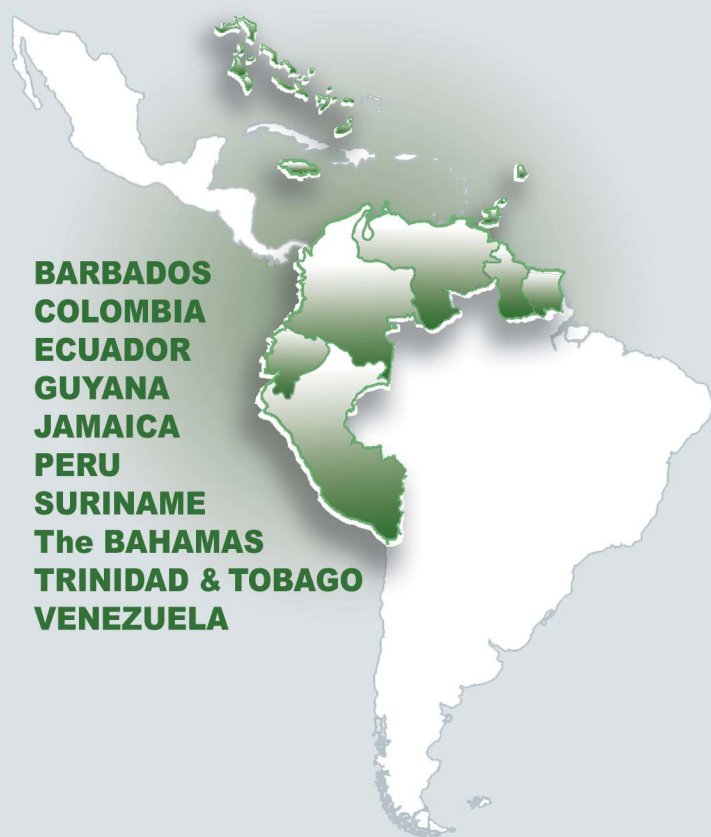 BARBADOS
COLOMBIA
ECUADOR
GUYANA
JAMAICA
PERU
SURINAME
The BAHAMAS
TRINIDAD & TOBAGO
VENEZUELA